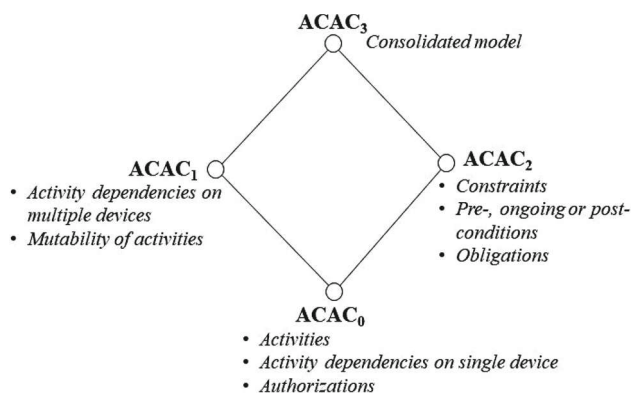 ACAC3
Consolidated model
ACAC1
• Activity dependencies on
multiple devices
• Mutability of activities
ACAC2
• Constraints
• Pre-, ongoing or post-
conditions
• Obligations
ACAC0
• Activities
• Activity dependencies on single device
• Authorizations